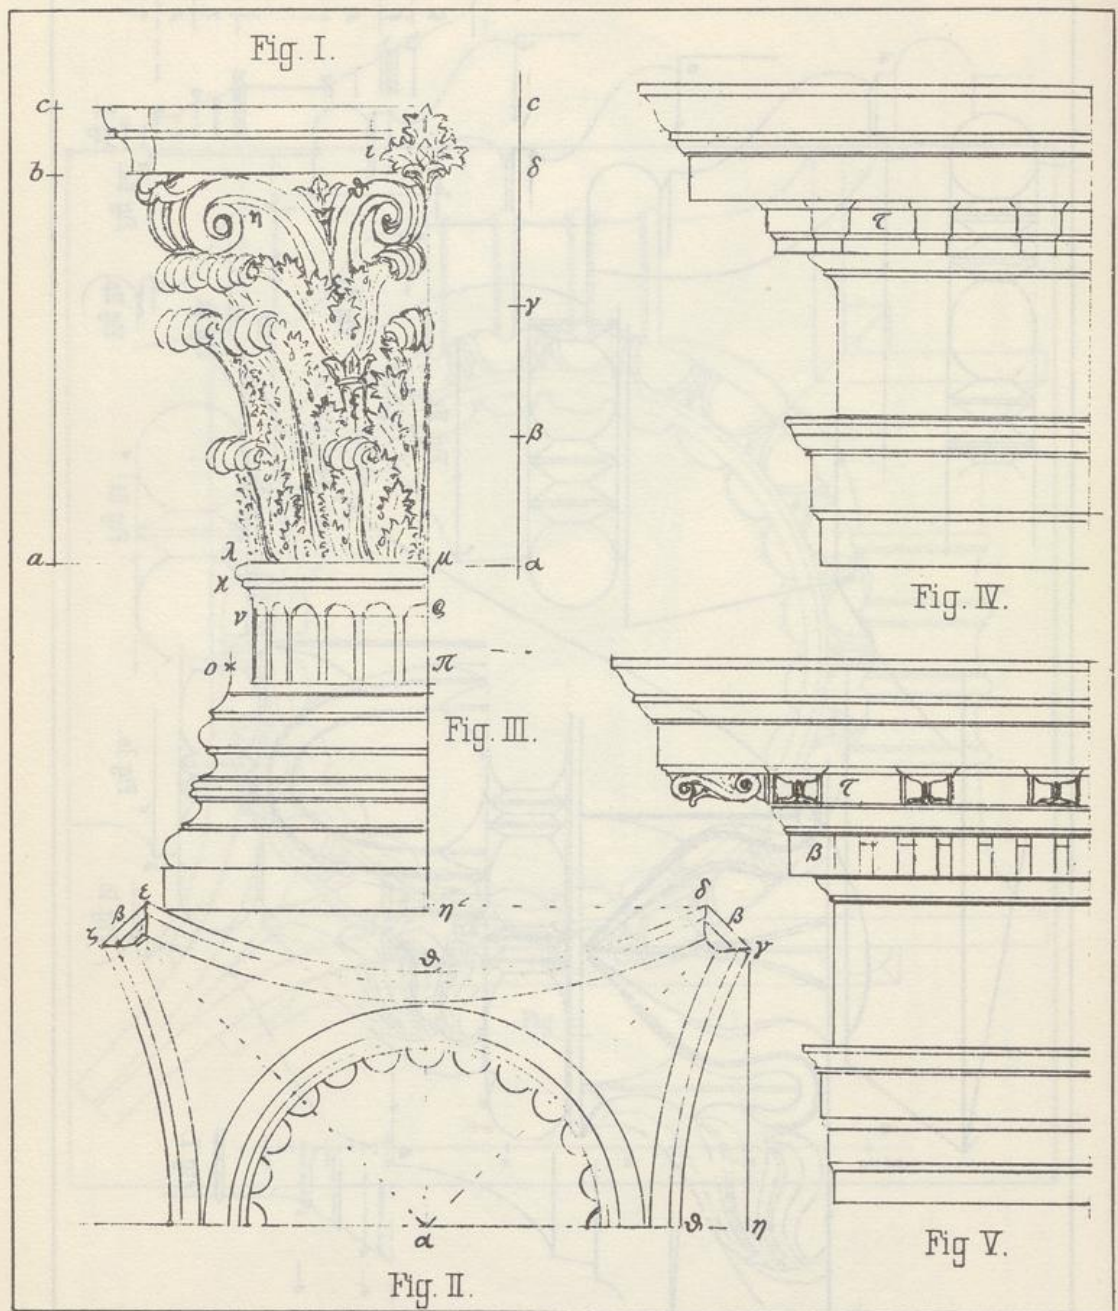 Fig. I.
c
c
b
δ
ι
ϑ
η
γ
β
a
λ
μ
α
κ
ν
ϱ
ο
π
Fig. III.
Fig. IV.
τ
τ
β
ε
η
δ
β
β
ζ
γ
ϑ
α
ϑ
η
Fig. II.
Fig V.